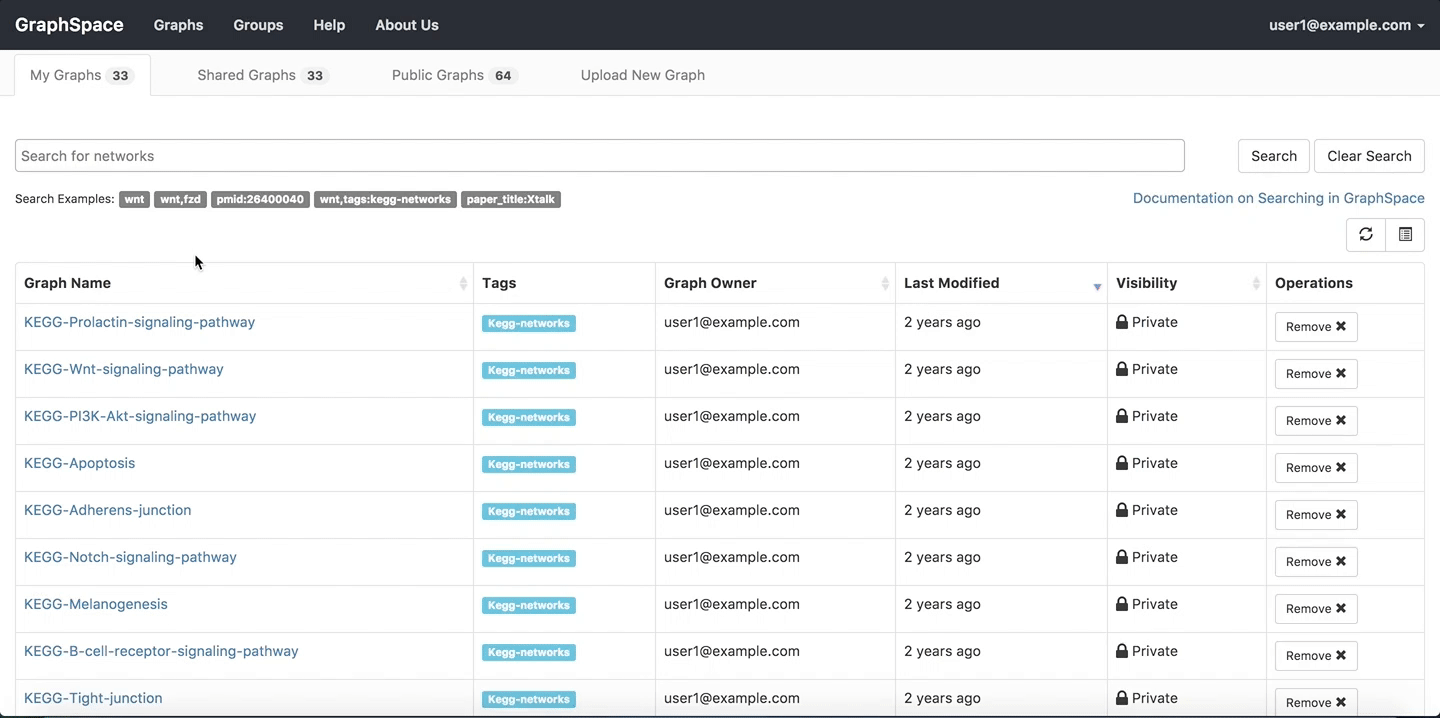 GraphSpace Graphs Groups Help About Us user1@example.com
My Graphs 33 Shared Graphs 33 Public Graphs 64 Upload New Graph
Search for networks Search Clear Search
Search Examples: wnt wnt,fzd pmid:26400040 wnt,tags:kegg-networks paper_title:Xtalk Documentation on Searching in GraphSpace
Graph Name Tags Graph Owner Last Modified Visibility Operations
KEGG-Prolactin-signaling-pathway Kegg-networks user1@example.com 2 years ago Private Remove
KEGG-Wnt-signaling-pathway Kegg-networks user1@example.com 2 years ago Private Remove
KEGG-PI3K-Akt-signaling-pathway Kegg-networks user1@example.com 2 years ago Private Remove
KEGG-Apoptosis Kegg-networks user1@example.com 2 years ago Private Remove
KEGG-Adherens-junction Kegg-networks user1@example.com 2 years ago Private Remove
KEGG-Notch-signaling-pathway Kegg-networks user1@example.com 2 years ago Private Remove
KEGG-Melanogenesis Kegg-networks user1@example.com 2 years ago Private Remove
KEGG-B-cell-receptor-signaling-pathway Kegg-networks user1@example.com 2 years ago Private Remove
KEGG-Tight-junction Kegg-networks user1@example.com 2 years ago Private Remove